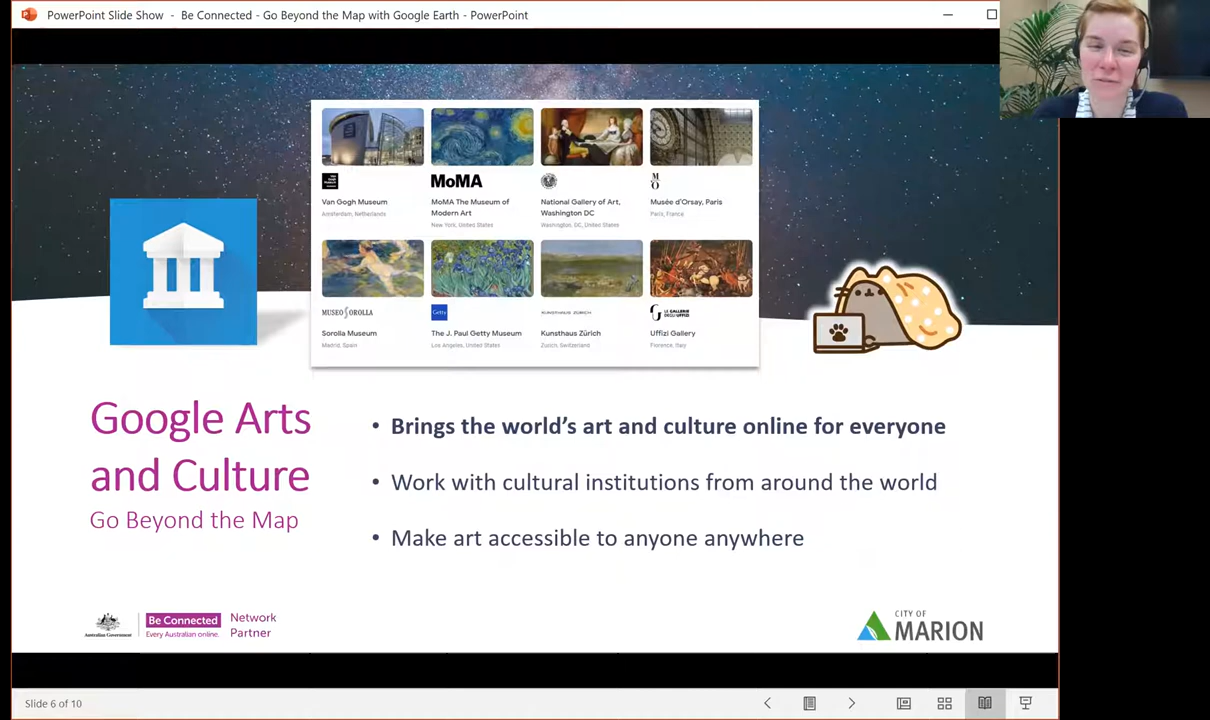 PowerPoint Slide Show - Be Connected - Go Beyond the Map with Google Earth - PowerPoint
MoMA
M
O
Van Gogh Museum
Amsterdam, Netherlands
MoMA The Museum of
Modern Art
New York, United States
National Gallery of Art,
Washington DC
Washington, DC, United States
Musée d'Orsay, Paris
Paris, France
MUSEO SOROLLA
Getty
KUNSTHAUS ZÜRICH
LE GALLERIE
DEGLI UFFIZI
Sorolla Museum
Madrid, Spain
The J. Paul Getty Museum
Los Angeles, United States
Kunsthaus Zürich
Zurich, Switzerland
Uffizi Gallery
Florence, Italy
Google Arts
and Culture
Go Beyond the Map
• Brings the world's art and culture online for everyone
• Work with cultural institutions from around the world
• Make art accessible to anyone anywhere
Australian Government
Be Connected
Every Australian online.
Network
Partner
CITY OF
MARION
Slide 6 of 10